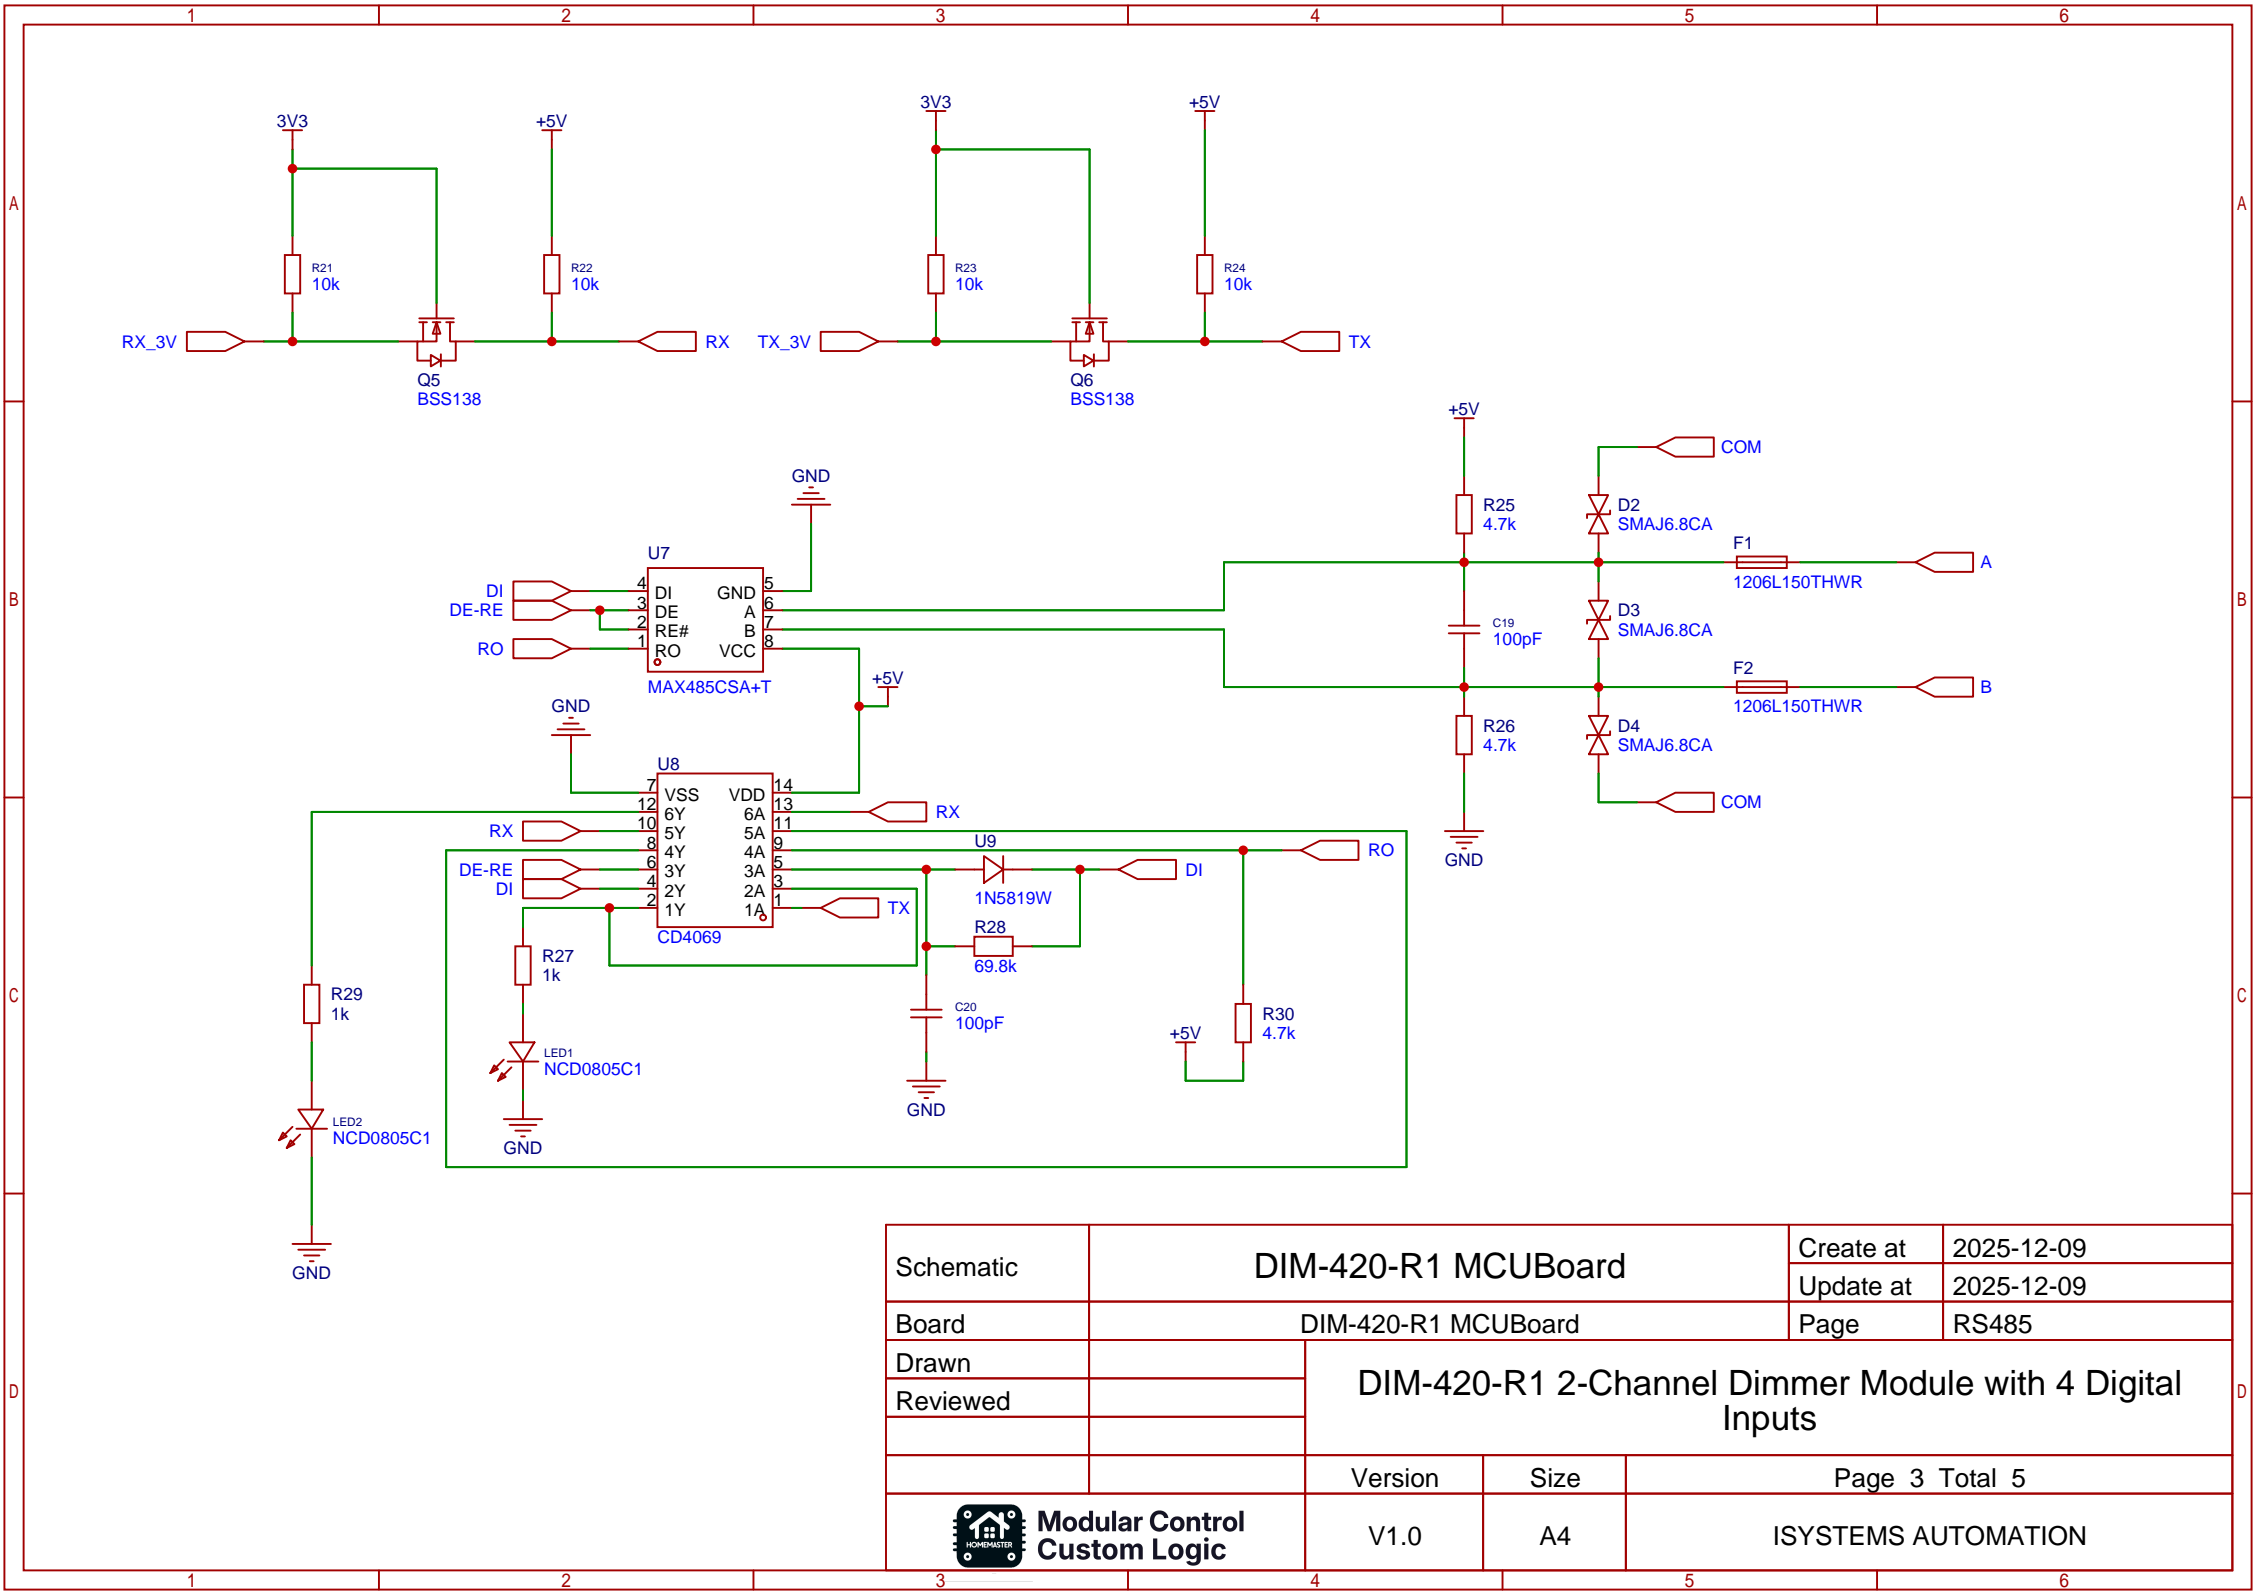 1 2 3 4 5 6
A
A
3V3
+5V
3V3
+5V
R21
10k
R22
10k
R23
10k
R24
10k
RX_3V
RX
TX_3V
TX
Q5
BSS138
Q6
BSS138
B
B
+5V
COM
GND
R25
4.7k
D2
SMAJ6.8CA
U7
F1
1206L150THWR
A
DI
DE-RE
RO
4 DI
3 DE
2 RE#
1 RO
GND 5
A 6
B 7
VCC 8
MAX485CSA+T
C19
100pF
D3
SMAJ6.8CA
F2
1206L150THWR
B
+5V
GND
R26
4.7k
D4
SMAJ6.8CA
COM
GND
U8
7 VSS
12 6Y
10 5Y
8 4Y
6 3Y
4 2Y
2 1Y
VDD 14
6A 13
5A 11
4A 9
3A 5
2A 3
1A 1
CD4069
RX
RX
DE-RE
DI
U9
1N5819W
RO
DI
TX
C
C
R28
69.8k
R27
1k
R29
1k
C20
100pF
GND
+5V
R30
4.7k
LED1
NCD0805C1
GND
LED2
NCD0805C1
GND
D
D
Schematic
DIM-420-R1 MCUBoard
Create at
2025-12-09
Update at
2025-12-09
Board
DIM-420-R1 MCUBoard
Page
RS485
Drawn
Reviewed
DIM-420-R1 2-Channel Dimmer Module with 4 Digital
Inputs
Version
Size
Page 3 Total 5
HOMEMASTER
Modular Control
Custom Logic
V1.0
A4
ISYSTEMS AUTOMATION
1 2 3 4 5 6